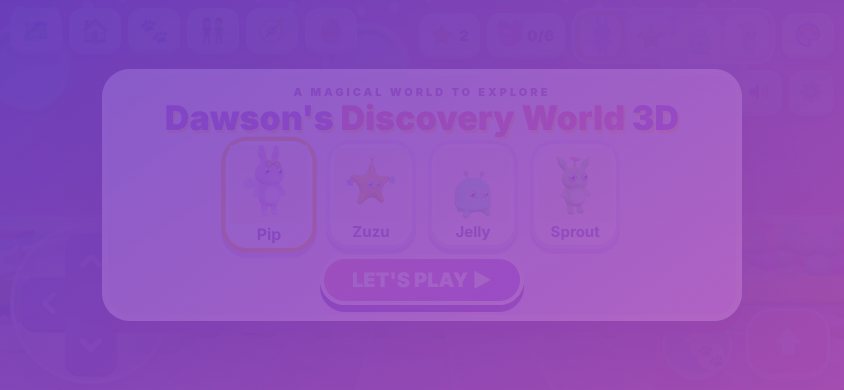 2 0/6
A MAGICAL WORLD TO EXPLORE
Dawson's Discovery World 3D
Pip Zuzu Jelly Sprout
LET'S PLAY ▶